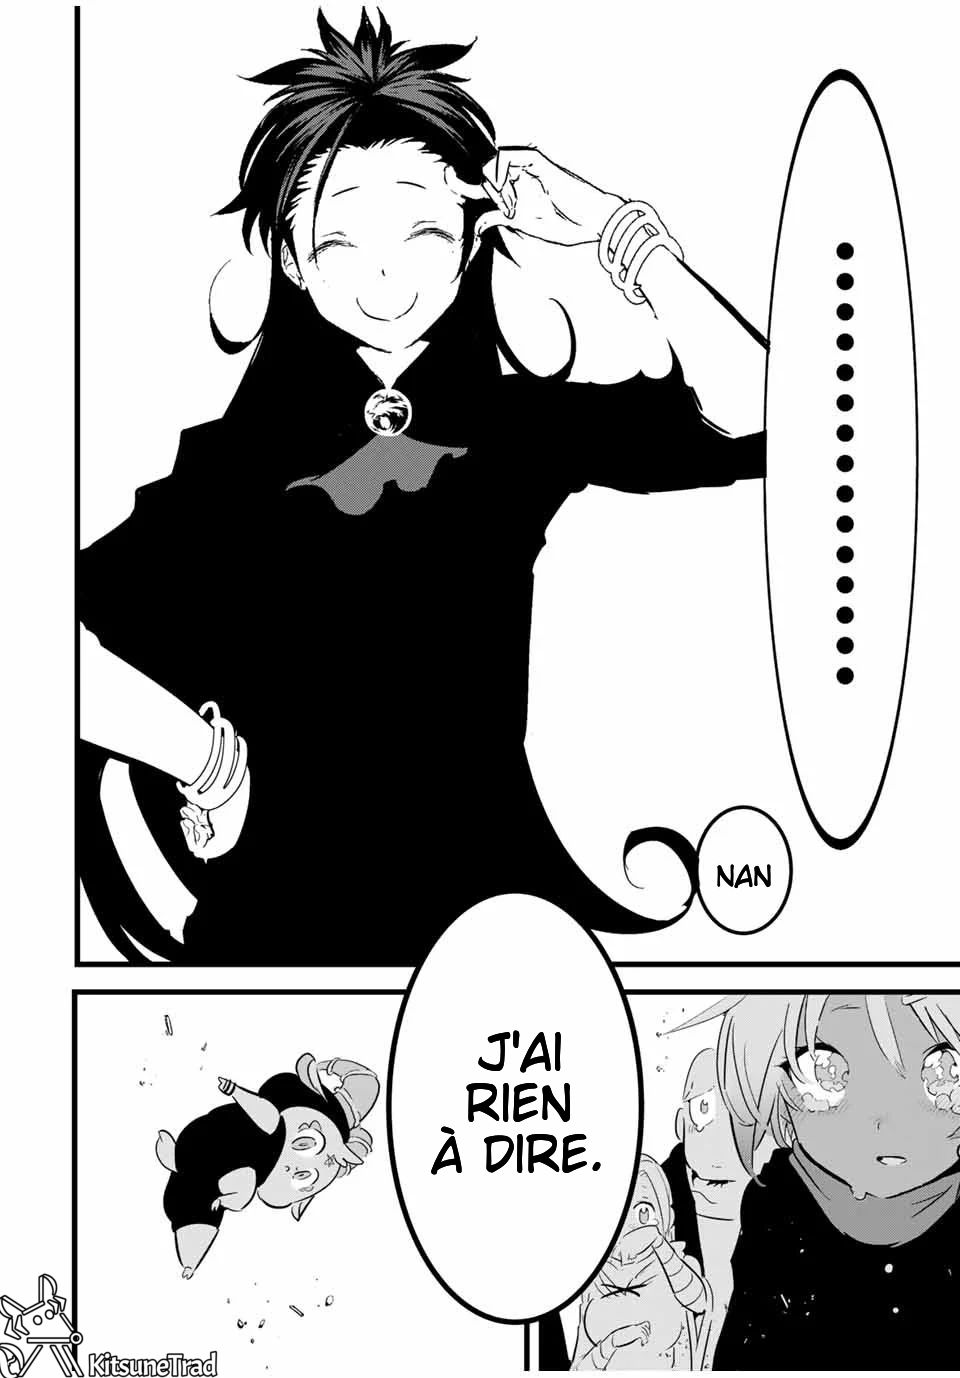 ...............
NAN
J'AI
RIEN
À DIRE.
KitsuneTrad